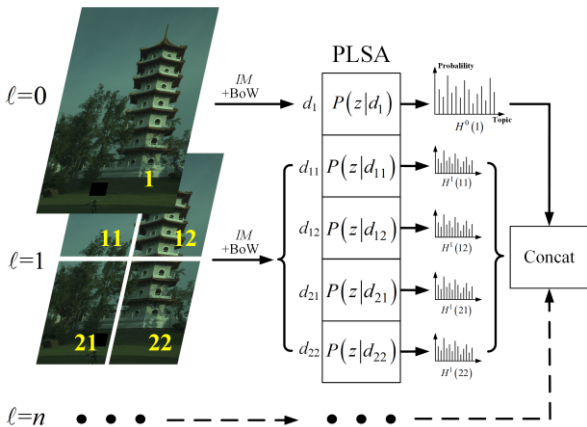 PLSA
ℓ=0
1
IM
+BoW
d₁
P(z|d₁)
Probalility
Topic
H⁰(1)
ℓ=1
11
12
21
22
IM
+BoW
d₁₁
P(z|d₁₁)
H¹(11)
d₁₂
P(z|d₁₂)
H¹(12)
d₂₁
P(z|d₂₁)
H¹(21)
d₂₂
P(z|d₂₂)
H¹(22)
Concat
ℓ=n